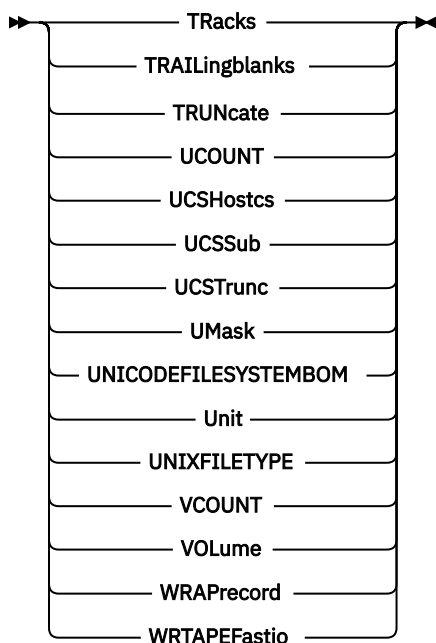 TRacks
TRAILingblanks
TRUNcate
UCOUNT
UCSHostcs
UCSSub
UCSTrunc
UMask
UNICODEFILESYSTEMBOM
Unit
UNIXFILETYPE
VCOUNT
VOLume
WRAPrecord
WRTAPEFastio